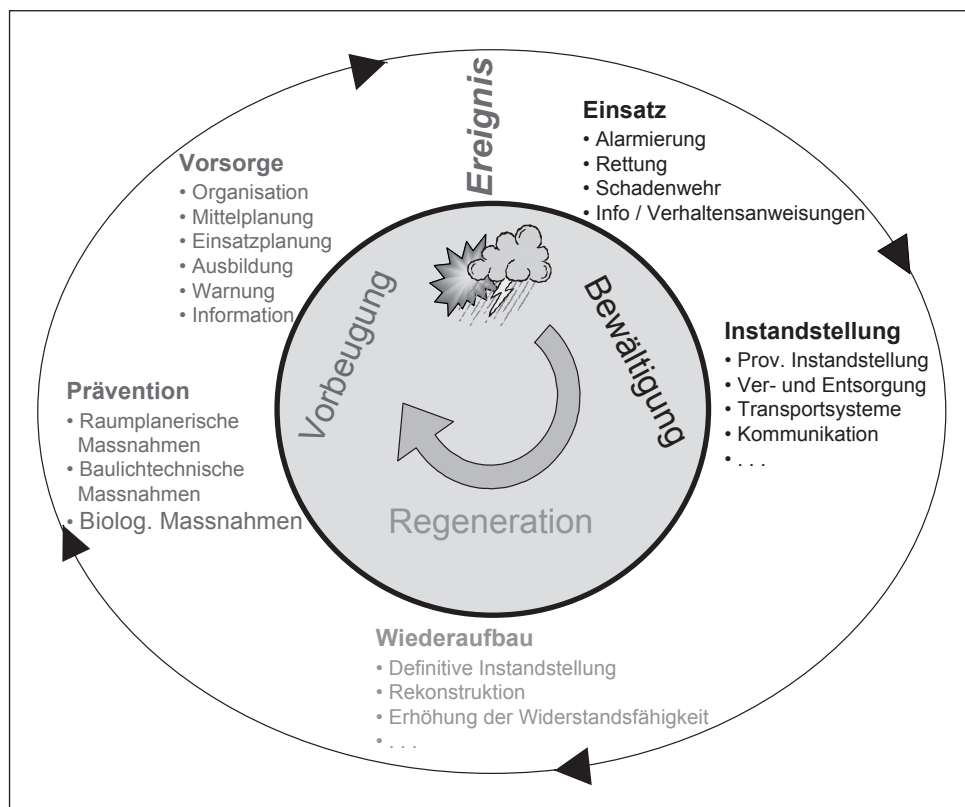 Ereignis
Einsatz
• Alarmierung
• Rettung
• Schadenwehr
• Info / Verhaltensanweisungen
Instandstellung
• Prov. Instandstellung
• Ver- und Entsorgung
• Transportsysteme
• Kommunikation
• . . .
Wiederaufbau
• Definitive Instandstellung
• Rekonstruktion
• Erhöhung der Widerstandsfähigkeit
• . . .
Prävention
• Raumplanerische
Massnahmen
• Baulichtechnische
Massnahmen
• Biolog. Massnahmen
Vorsorge
• Organisation
• Mittelplanung
• Einsatzplanung
• Ausbildung
• Warnung
• Information
Bewältigung
Regeneration
Vorbeugung